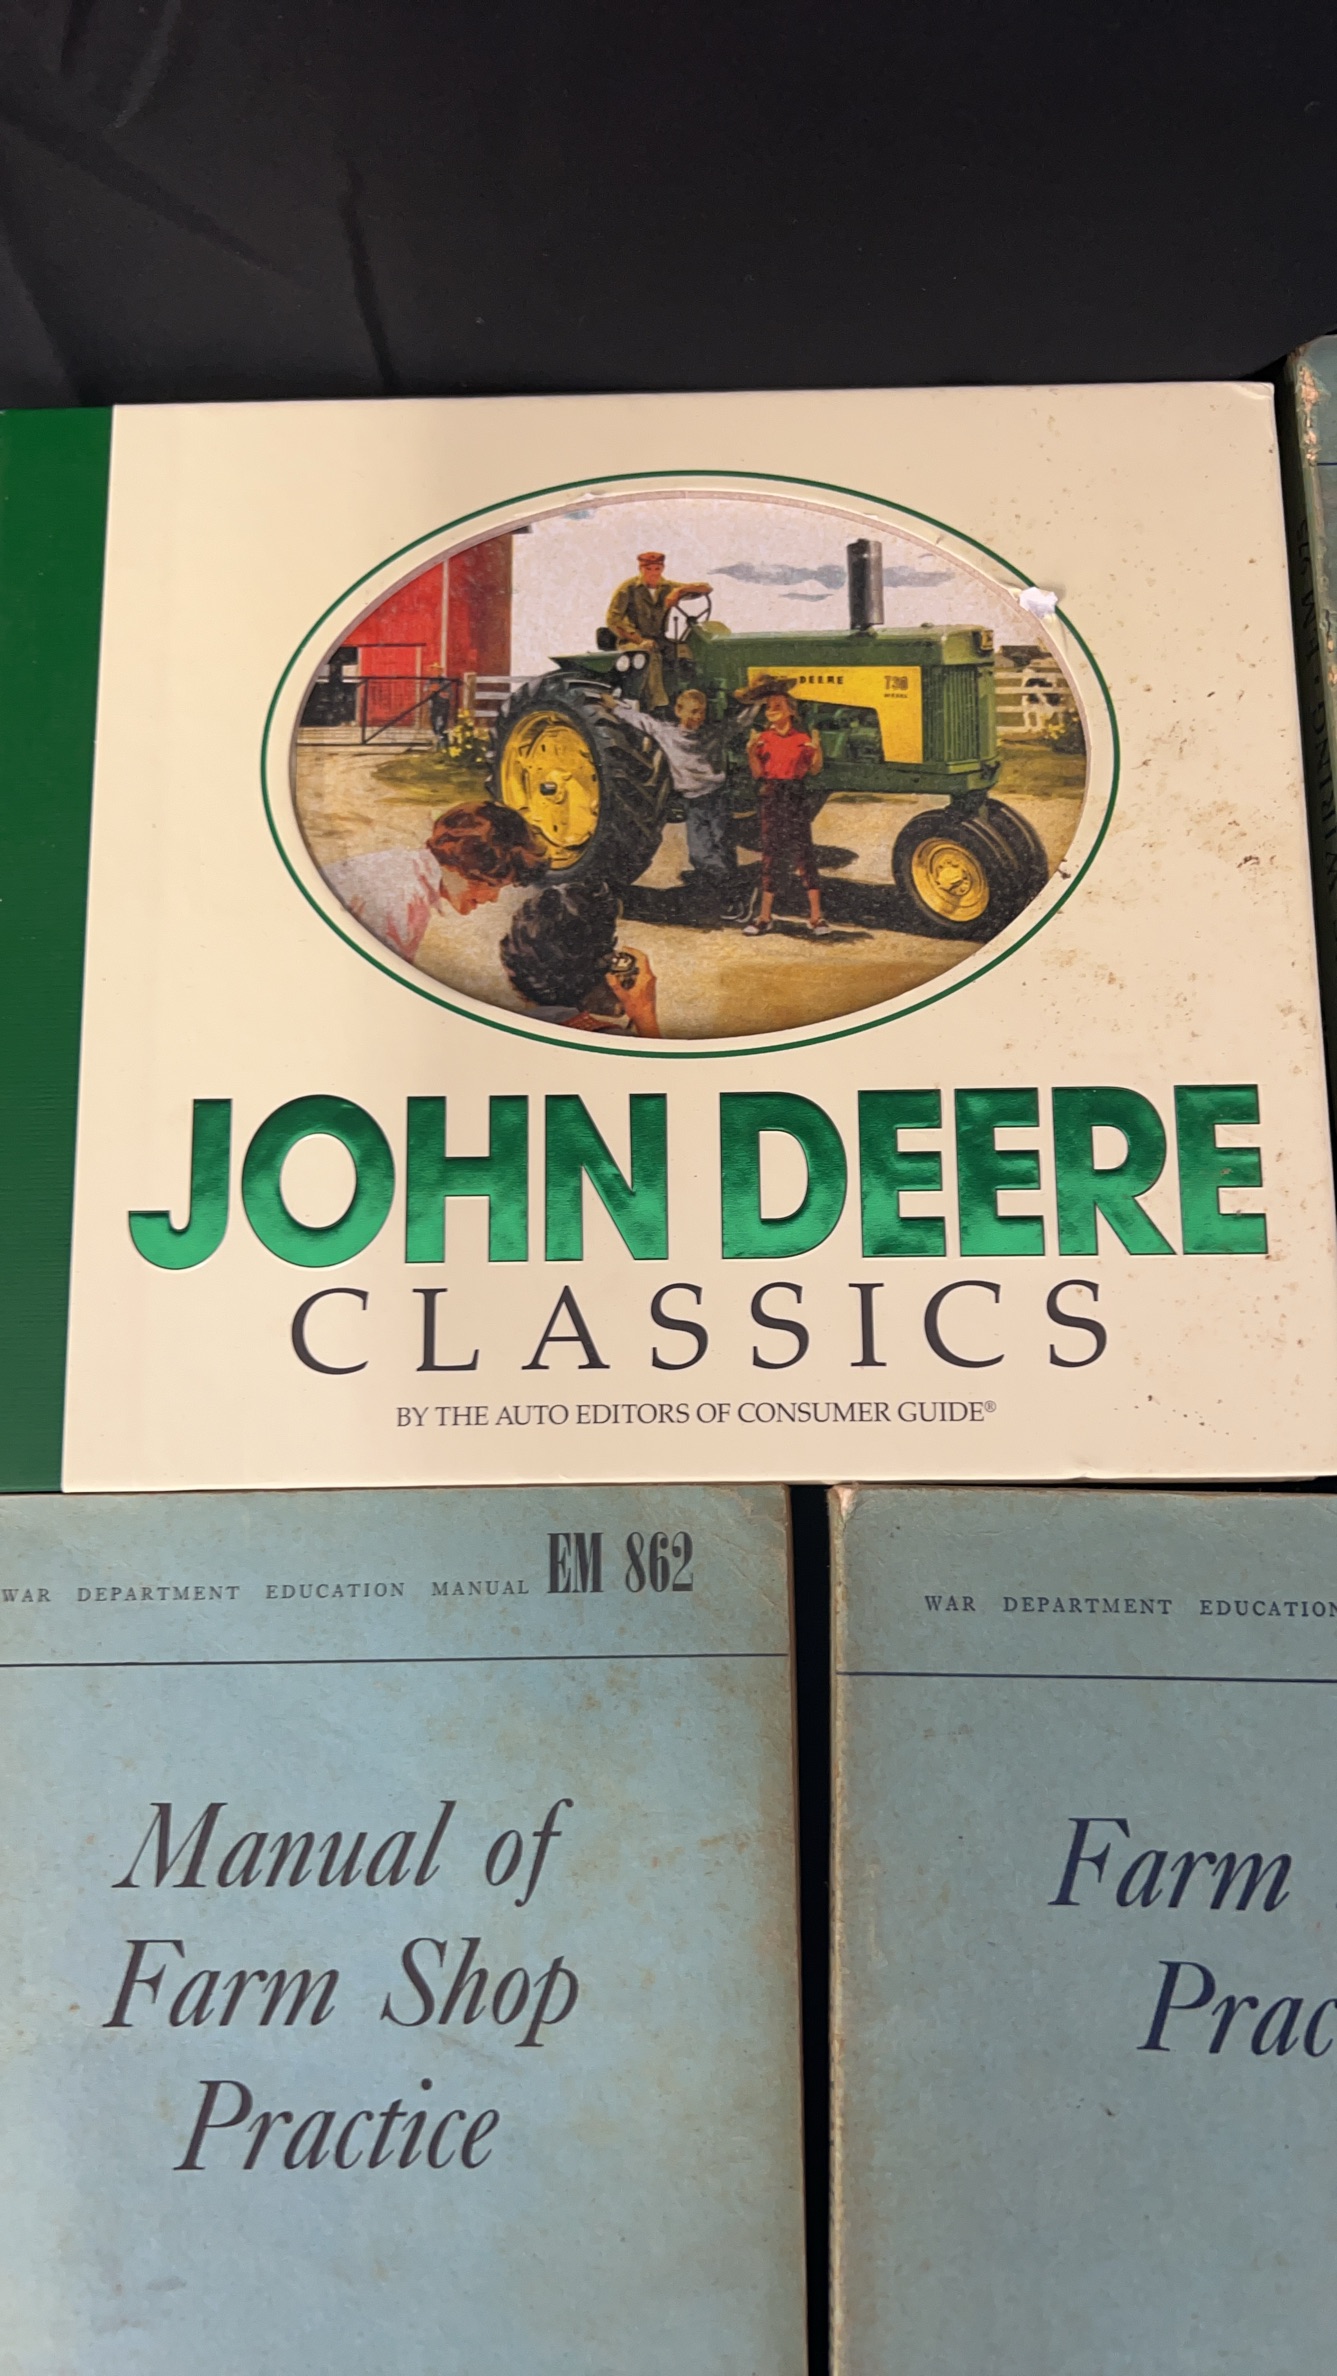 DEERE
730
DIESEL
JOHN DEERE
CLASSICS
BY THE AUTO EDITORS OF CONSUMER GUIDE®
WAR DEPARTMENT EDUCATION MANUAL EM 862
Manual of
Farm Shop
Practice
WAR DEPARTMENT EDUCATION
Farm
Prac